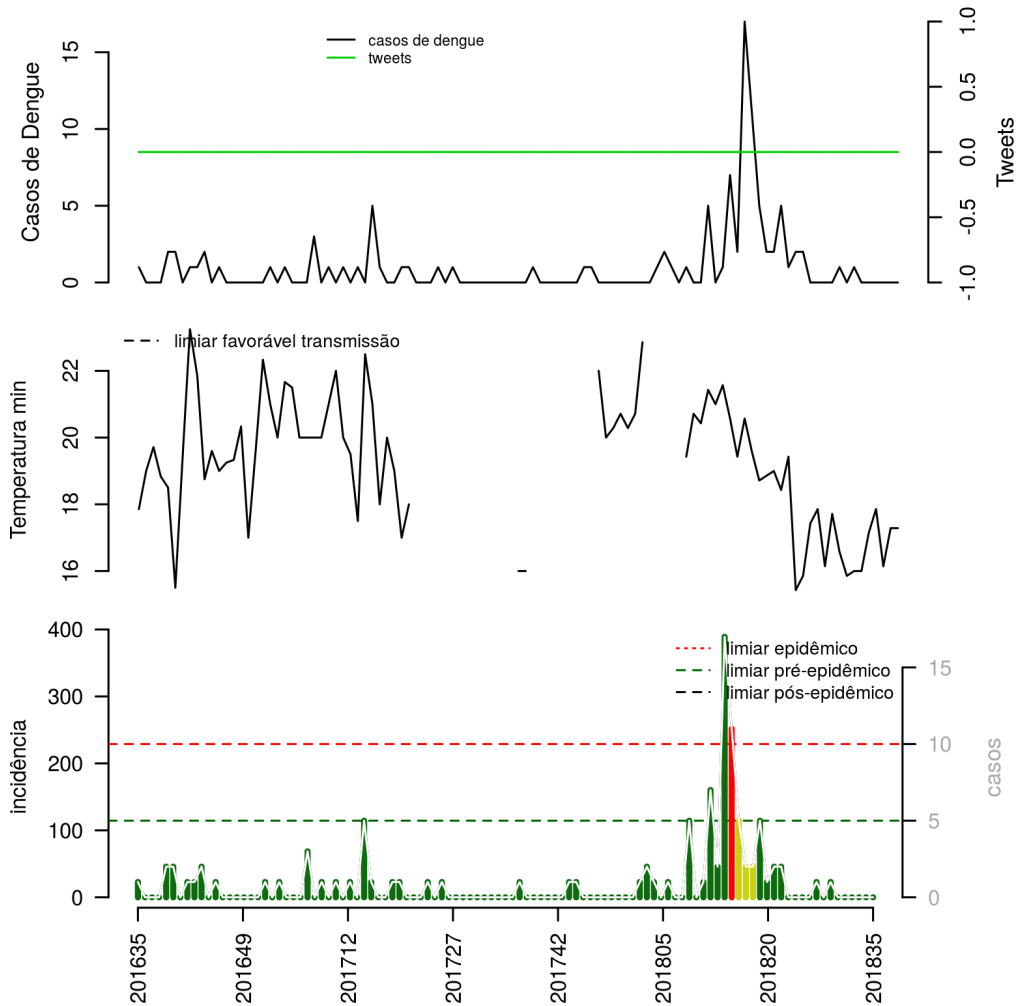 casos de dengue
tweets
Casos de Dengue
0
5
10
15
Tweets
-1.0
-0.5
0.0
0.5
1.0
limiar favorável transmissão
Temperatura min
16
18
20
22
limiar epidêmico
limiar pré-epidêmico
limiar pós-epidêmico
incidência
0
100
200
300
400
casos
0
5
10
15
201635
201649
201712
201727
201742
201805
201820
201835